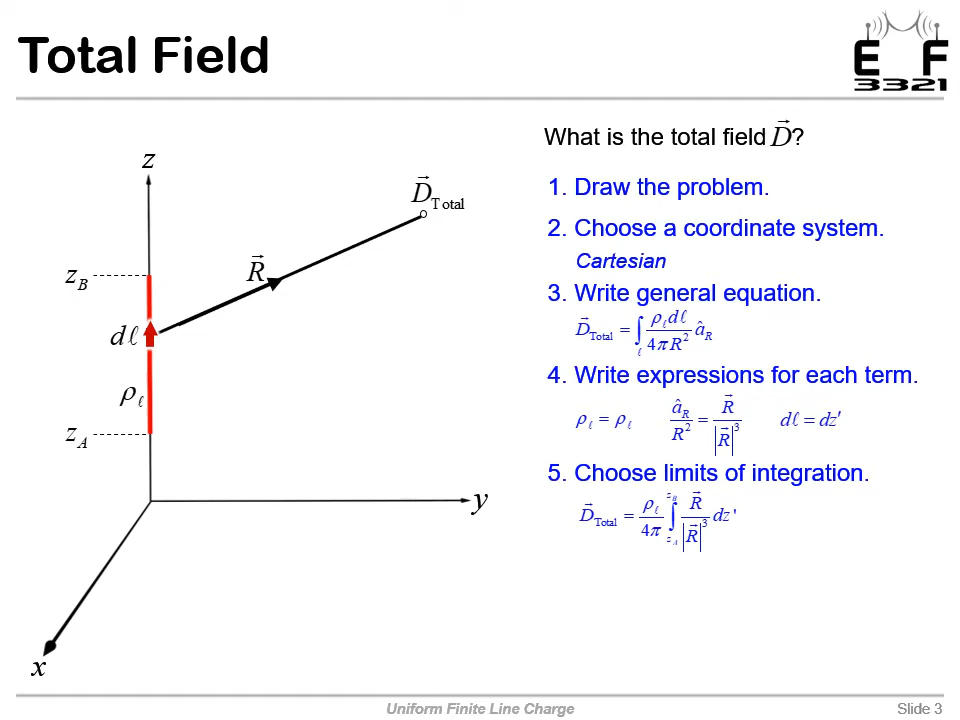 Total Field
E F
3321
What is the total field D⃗?
z
D⃗_Total
1. Draw the problem.
2. Choose a coordinate system.
Cartesian
R⃗
z_B
3. Write general equation.
D⃗_Total = ∫_ℓ (ρ_ℓ dℓ / 4πR²) â_R
dℓ
4. Write expressions for each term.
ρ_ℓ
ρ_ℓ = ρ_ℓ    â_R / R² = R⃗ / |R⃗|³    dℓ = dz′
z_A
5. Choose limits of integration.
y
D⃗_Total = (ρ_ℓ / 4π) ∫_{z_A}^{z_B} (R⃗ / |R⃗|³) dz'
x
Uniform Finite Line Charge
Slide 3